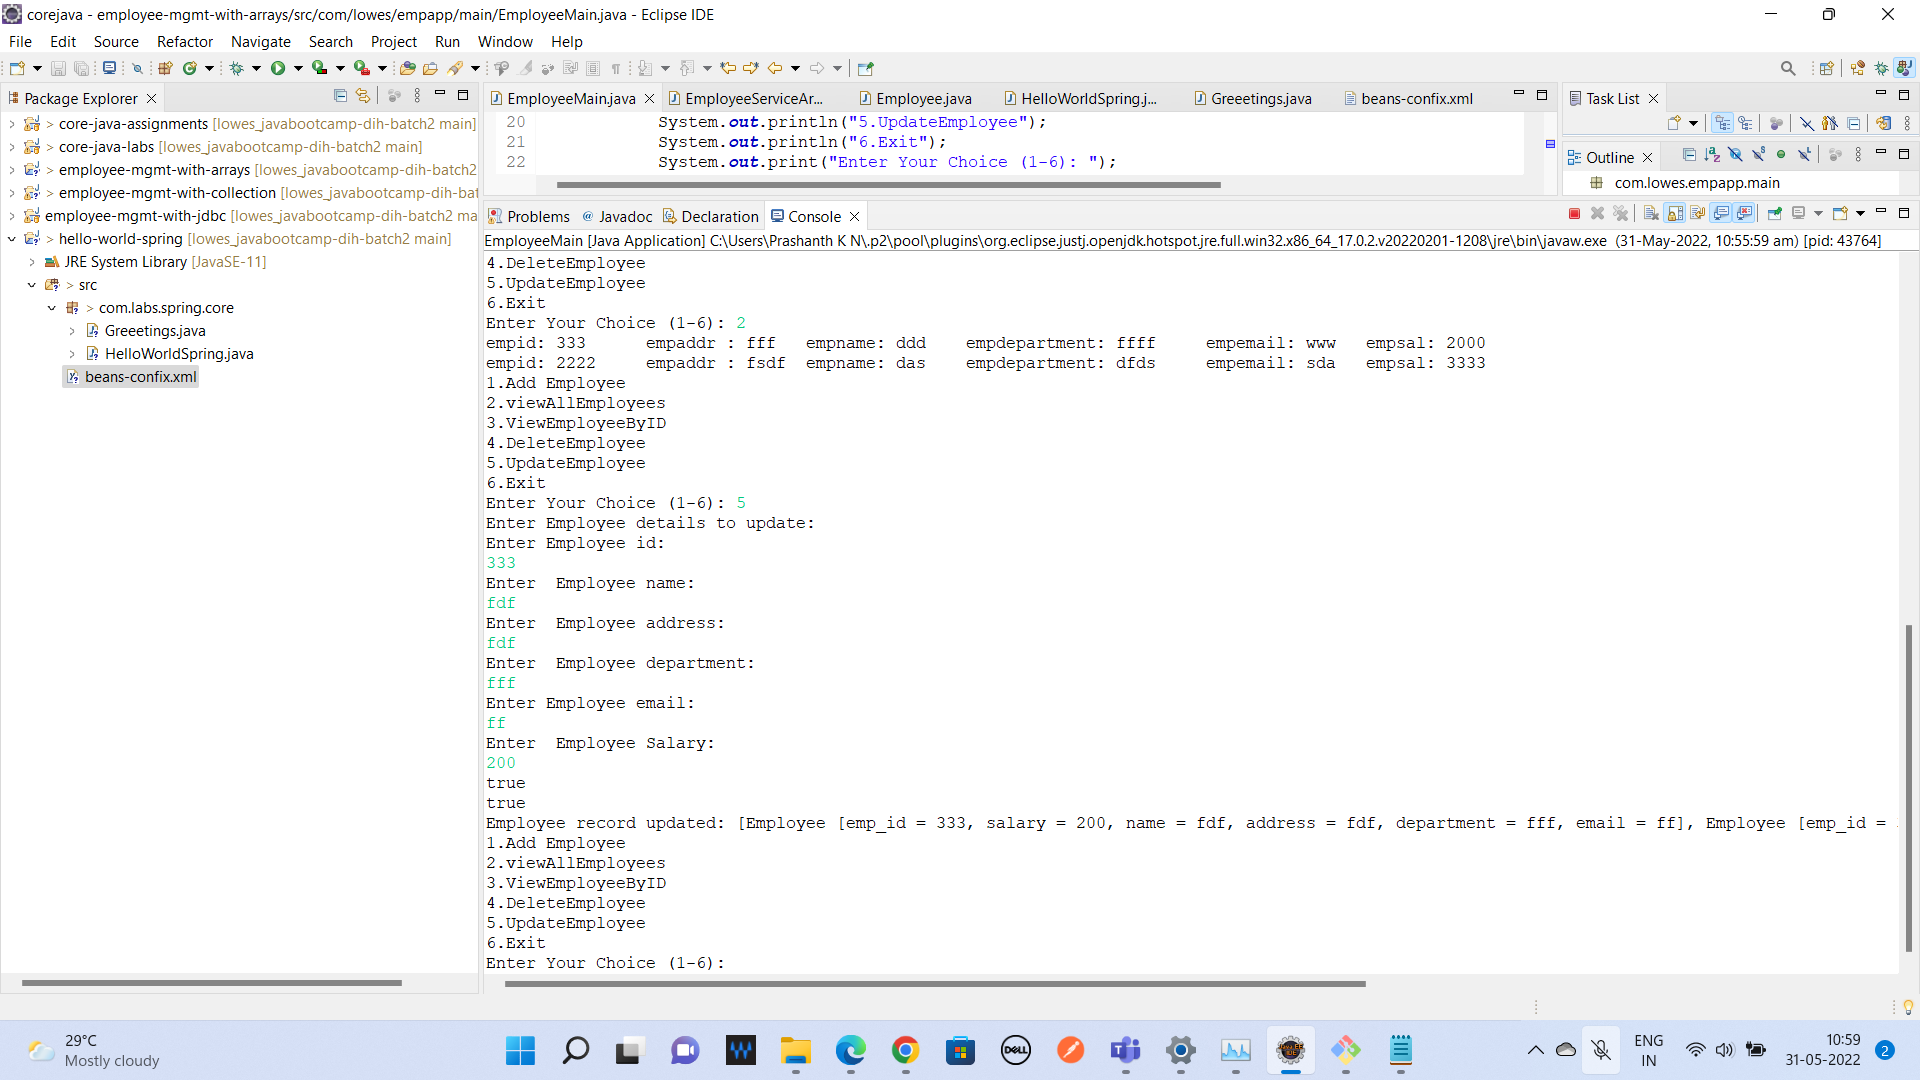 corejava - employee-mgmt-with-arrays/src/com/lowes/empapp/main/EmployeeMain.java - Eclipse IDE
File Edit Source Refactor Navigate Search Project Run Window Help
Package Explorer
> core-java-assignments [lowes_javabootcamp-dih-batch2 main]
> core-java-labs [lowes_javabootcamp-dih-batch2 main]
> employee-mgmt-with-arrays [lowes_javabootcamp-dih-batch2
> employee-mgmt-with-collection [lowes_javabootcamp-dih-bat
employee-mgmt-with-jdbc [lowes_javabootcamp-dih-batch2 ma
> hello-world-spring [lowes_javabootcamp-dih-batch2 main]
JRE System Library [JavaSE-11]
> src
> com.labs.spring.core
Greeetings.java
HelloWorldSpring.java
beans-confix.xml
EmployeeMain.java EmployeeServiceAr... Employee.java HelloWorldSpring.j... Greeetings.java beans-confix.xml
20 System.out.println("5.UpdateEmployee");
21 System.out.println("6.Exit");
22 System.out.print("Enter Your Choice (1-6): ");
Task List
Outline
com.lowes.empapp.main
Problems Javadoc Declaration Console
EmployeeMain [Java Application] C:\Users\Prashanth K N\.p2\pool\plugins\org.eclipse.justj.openjdk.hotspot.jre.full.win32.x86_64_17.0.2.v20220201-1208\jre\bin\javaw.exe (31-May-2022, 10:55:59 am) [pid: 43764]
4.DeleteEmployee
5.UpdateEmployee
6.Exit
Enter Your Choice (1-6): 2
empid: 333 empaddr : fff empname: ddd empdepartment: ffff empemail: www empsal: 2000
empid: 2222 empaddr : fsdf empname: das empdepartment: dfds empemail: sda empsal: 3333
1.Add Employee
2.viewAllEmployees
3.ViewEmployeeByID
4.DeleteEmployee
5.UpdateEmployee
6.Exit
Enter Your Choice (1-6): 5
Enter Employee details to update:
Enter Employee id:
333
Enter  Employee name:
fdf
Enter  Employee address:
fdf
Enter  Employee department:
fff
Enter Employee email:
ff
Enter  Employee Salary:
200
true
true
Employee record updated: [Employee [emp_id = 333, salary = 200, name = fdf, address = fdf, department = fff, email = ff], Employee [emp_id =
1.Add Employee
2.viewAllEmployees
3.ViewEmployeeByID
4.DeleteEmployee
5.UpdateEmployee
6.Exit
Enter Your Choice (1-6):
29°C
Mostly cloudy
DELL
ENG
IN
10:59
31-05-2022
2